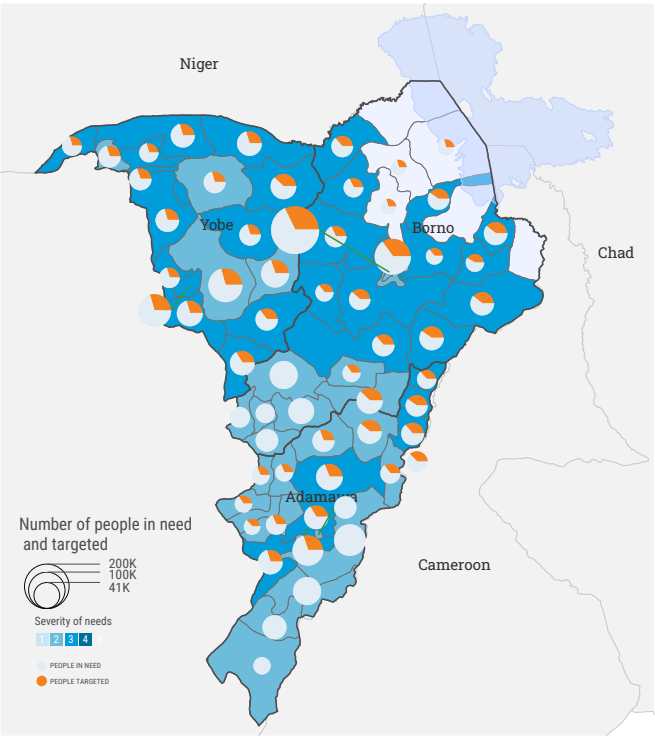 Niger
Yobe
Borno
Chad
Adamawa
Cameroon
Number of people in need
and targeted
200K
100K
41K
Severity of needs
1 2 3 4
PEOPLE IN NEED
PEOPLE TARGETED